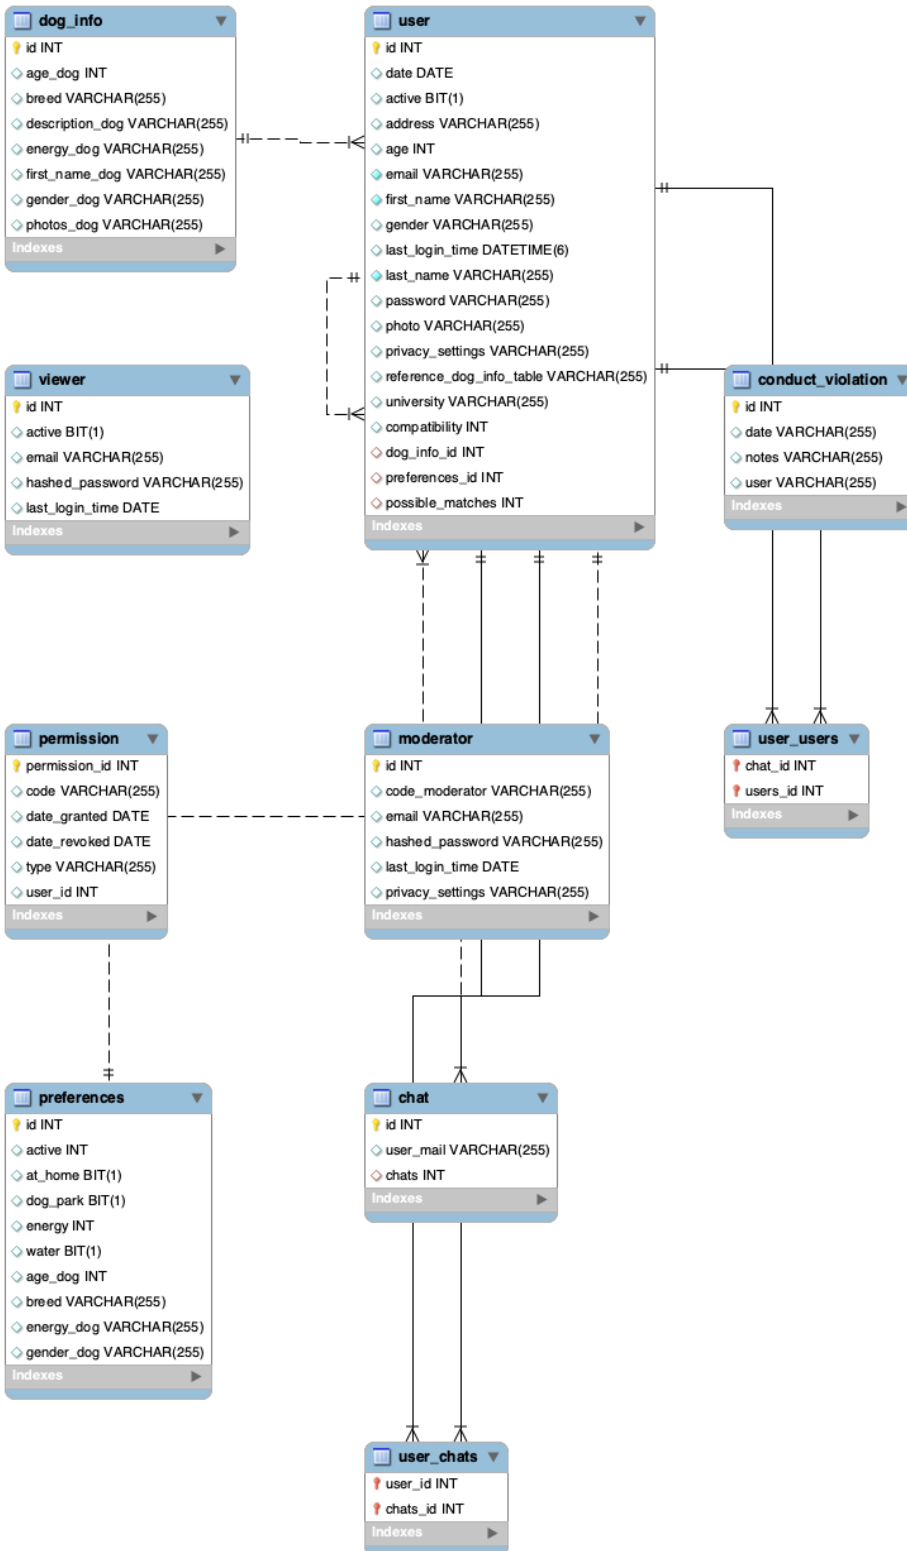 dog_info
id INT
age_dog INT
breed VARCHAR(255)
description_dog VARCHAR(255)
energy_dog VARCHAR(255)
first_name_dog VARCHAR(255)
gender_dog VARCHAR(255)
photos_dog VARCHAR(255)
Indexes
user
id INT
date DATE
active BIT(1)
address VARCHAR(255)
age INT
email VARCHAR(255)
first_name VARCHAR(255)
gender VARCHAR(255)
last_login_time DATETIME(6)
last_name VARCHAR(255)
password VARCHAR(255)
photo VARCHAR(255)
privacy_settings VARCHAR(255)
reference_dog_info_table VARCHAR(255)
university VARCHAR(255)
compatibility INT
dog_info_id INT
preferences_id INT
possible_matches INT
Indexes
viewer
id INT
active BIT(1)
email VARCHAR(255)
hashed_password VARCHAR(255)
last_login_time DATE
Indexes
conduct_violation
id INT
date VARCHAR(255)
notes VARCHAR(255)
user VARCHAR(255)
Indexes
permission
permission_id INT
code VARCHAR(255)
date_granted DATE
date_revoked DATE
type VARCHAR(255)
user_id INT
Indexes
moderator
id INT
code_moderator VARCHAR(255)
email VARCHAR(255)
hashed_password VARCHAR(255)
last_login_time DATE
privacy_settings VARCHAR(255)
Indexes
user_users
chat_id INT
users_id INT
Indexes
preferences
id INT
active INT
at_home BIT(1)
dog_park BIT(1)
energy INT
water BIT(1)
age_dog INT
breed VARCHAR(255)
energy_dog VARCHAR(255)
gender_dog VARCHAR(255)
Indexes
chat
id INT
user_mail VARCHAR(255)
chats INT
Indexes
user_chats
user_id INT
chats_id INT
Indexes